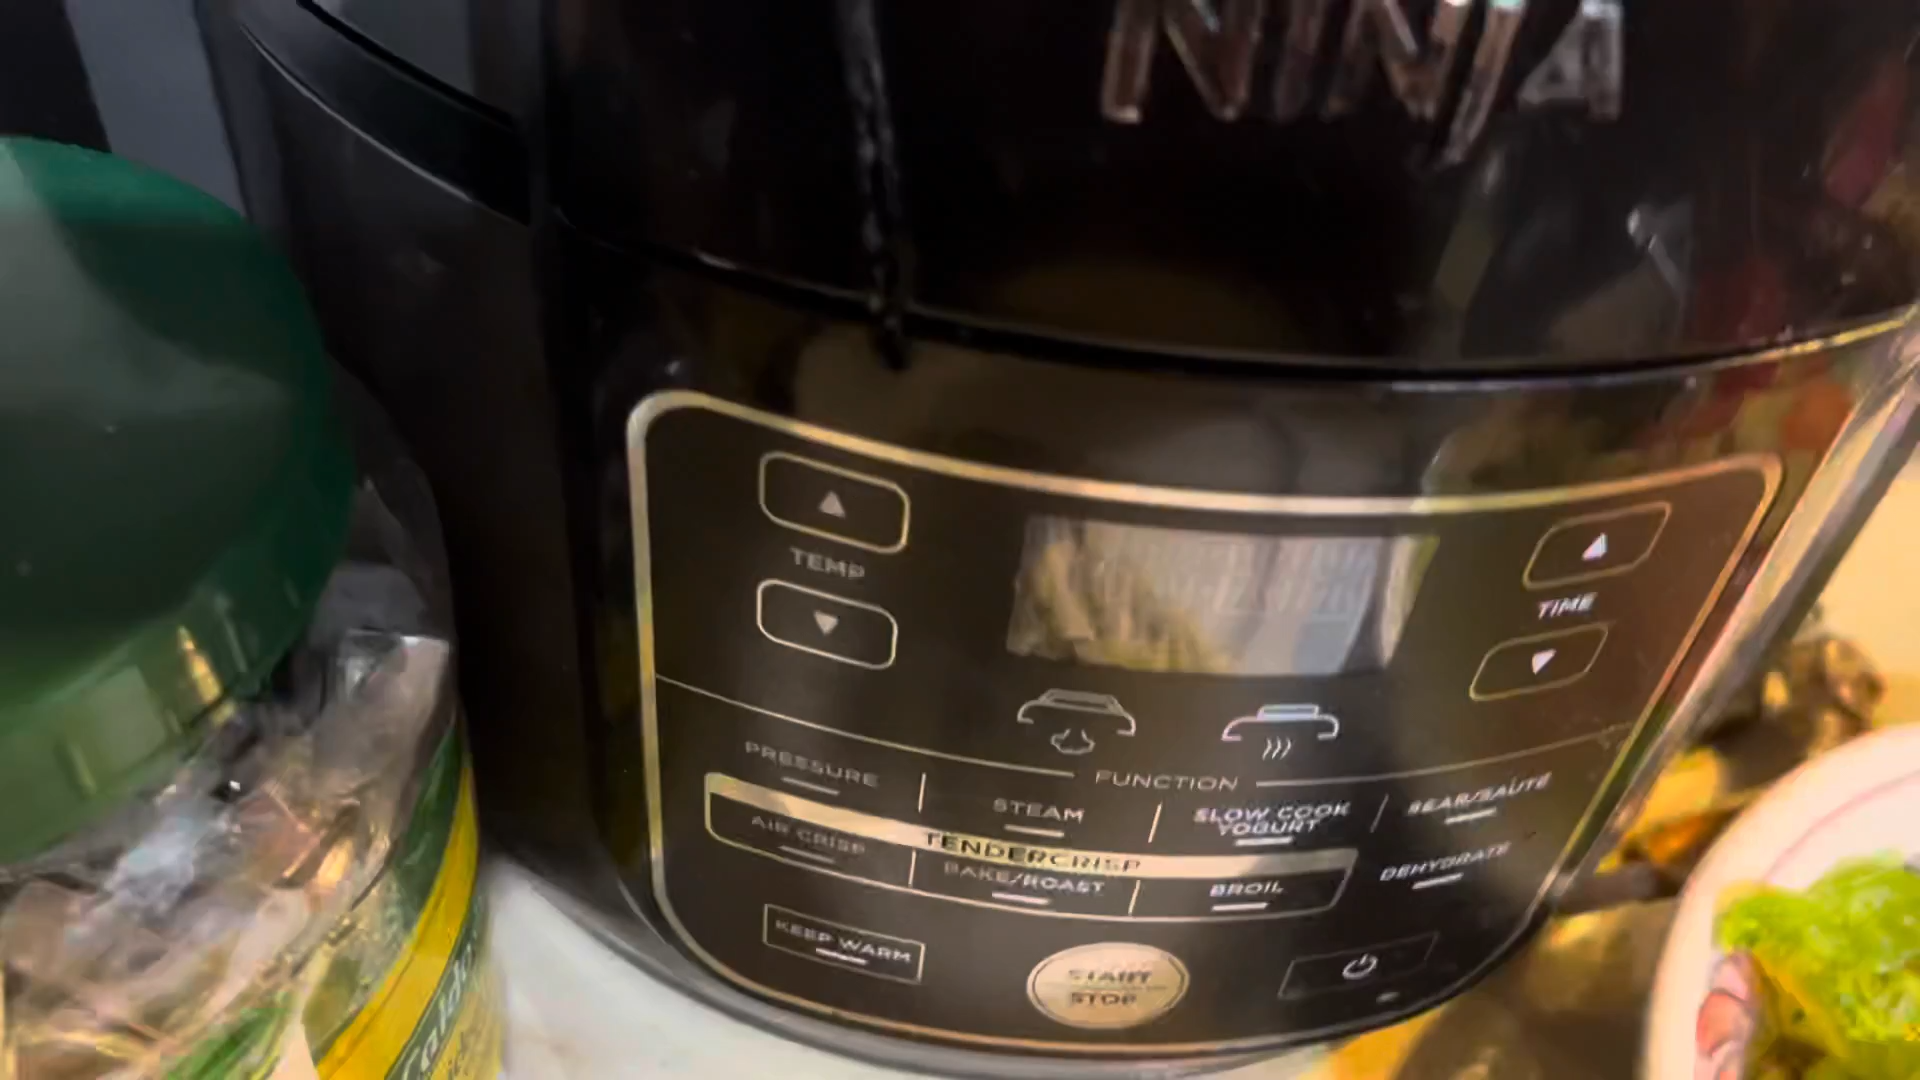 NINJA
TEMP
TIME
FUNCTION
PRESSURE
STEAM
SLOW COOK
YOGURT
SEAR/SAUTÉ
TENDERCRISP
AIR CRISP
BAKE/ROAST
BROIL
DEHYDRATE
KEEP WARM
START
STOP